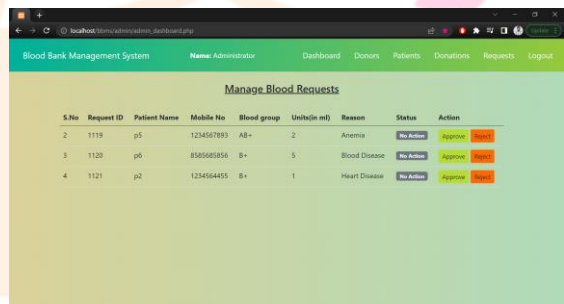 localhost/bbms/admin/admin_dashboard.php
Update
Blood Bank Management System Name: Administrator Dashboard Donors Patients Donations Requests Logout
Manage Blood Requests
S.No Request ID Patient Name Mobile No Blood group Units(in ml) Reason Status Action
2 1119 p5 1234567893 AB+ 2 Anemia No Action Approve Reject
3 1120 p6 8585685856 B+ 5 Blood Disease No Action Approve Reject
4 1121 p2 1234564455 B+ 1 Heart Disease No Action Approve Reject